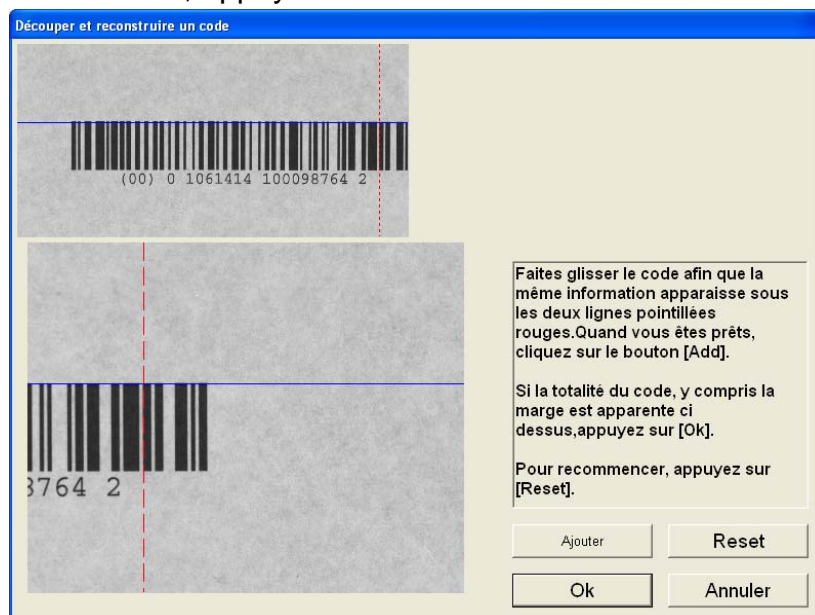 Découper et reconstruire un code
(00) 0 1061414 100098764 2
3764 2
Faites glisser le code afin que la
même information apparaisse sous
les deux lignes pointillées
rouges.Quand vous êtes prêts,
cliquez sur le bouton [Add].
Si la totalité du code, y compris la
marge est apparente ci
dessus,appuyez sur [Ok].
Pour recommencer, appuyez sur
[Reset].
Ajouter
Reset
Ok
Annuler